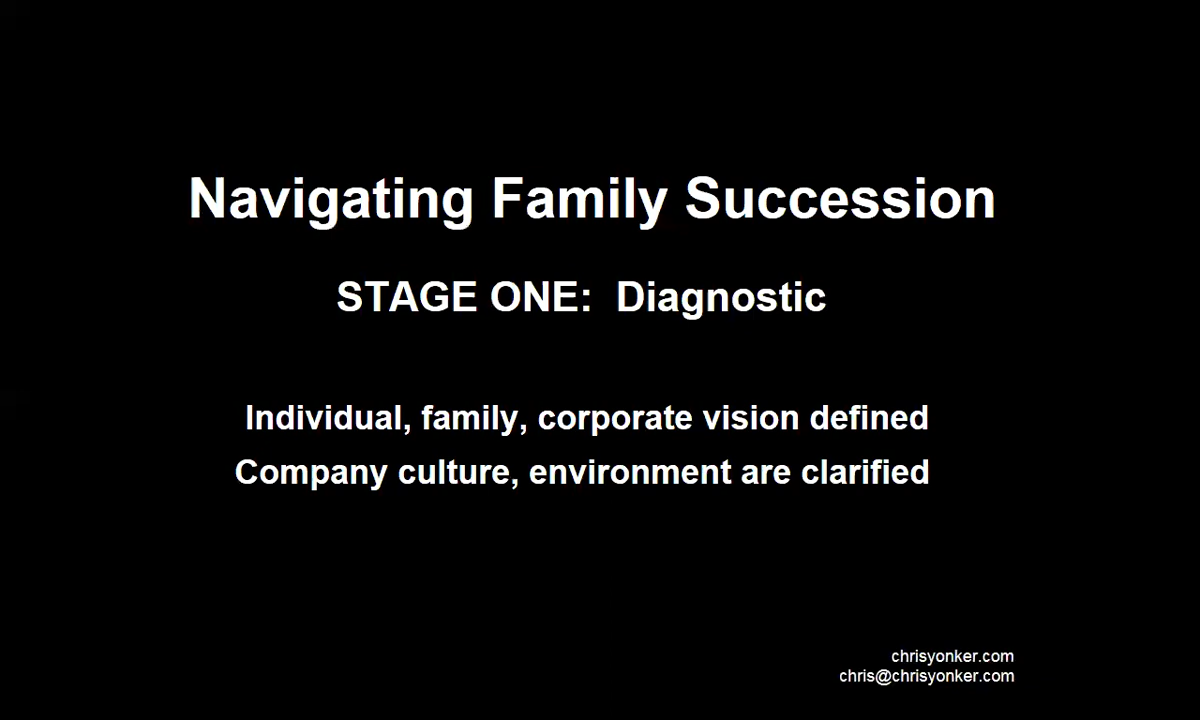 Navigating Family Succession
STAGE ONE: Diagnostic
Individual, family, corporate vision defined
Company culture, environment are clarified
chrisyonker.com
chris@chrisyonker.com